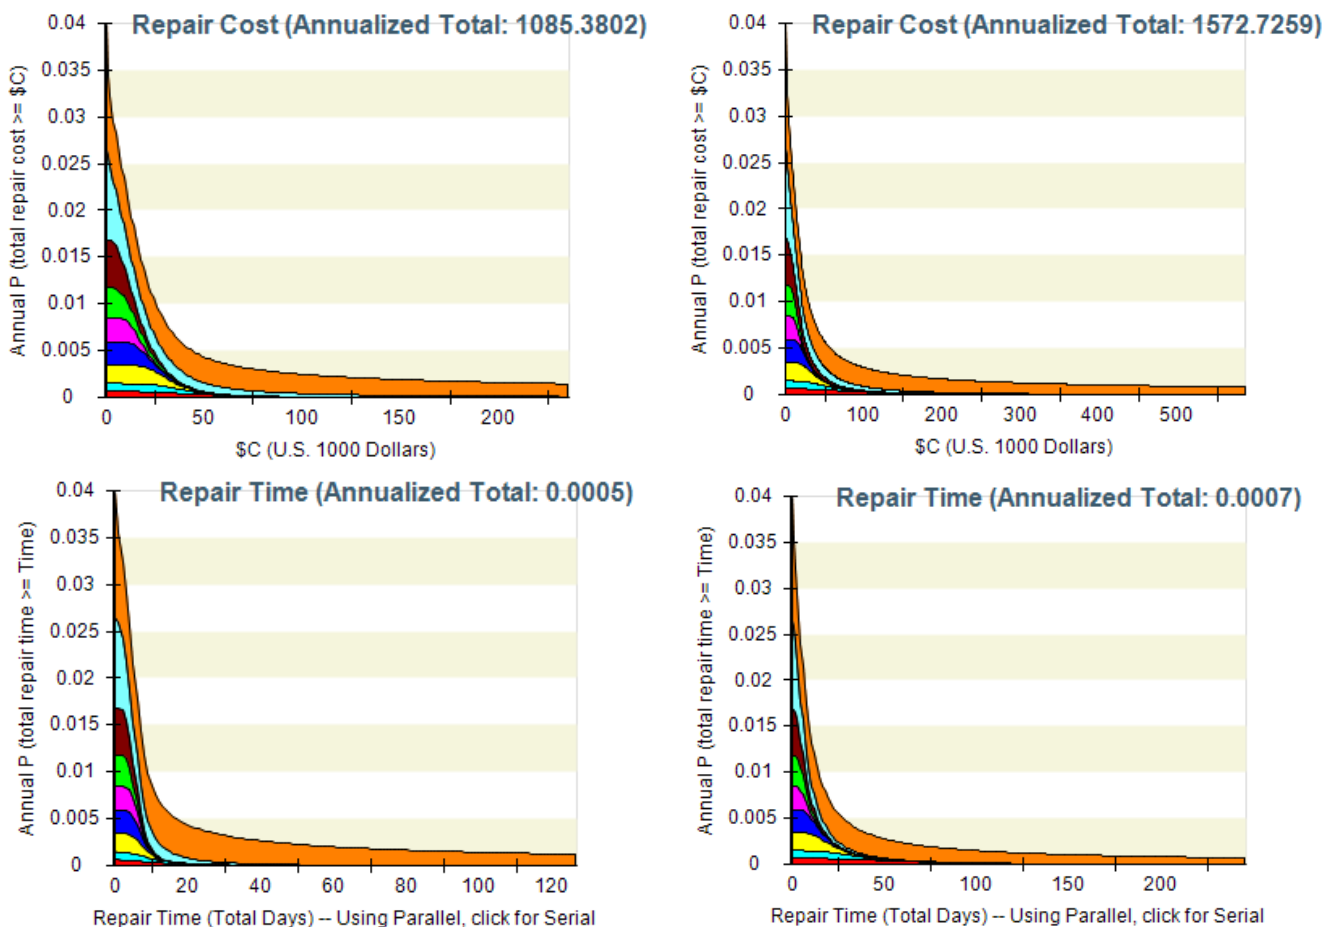 Repair Cost (Annualized Total: 1085.3802)
Annual P (total repair cost >= $C)
0.04
0.035
0.03
0.025
0.02
0.015
0.01
0.005
0
0 50 100 150 200
$C (U.S. 1000 Dollars)
Repair Cost (Annualized Total: 1572.7259)
Annual P (total repair cost >= $C)
0.04
0.035
0.03
0.025
0.02
0.015
0.01
0.005
0
0 100 200 300 400 500
$C (U.S. 1000 Dollars)
Repair Time (Annualized Total: 0.0005)
Annual P (total repair time >= Time)
0.04
0.035
0.03
0.025
0.02
0.015
0.01
0.005
0
0 20 40 60 80 100 120
Repair Time (Total Days) -- Using Parallel, click for Serial
Repair Time (Annualized Total: 0.0007)
Annual P (total repair time >= Time)
0.04
0.035
0.03
0.025
0.02
0.015
0.01
0.005
0
0 50 100 150 200
Repair Time (Total Days) -- Using Parallel, click for Serial